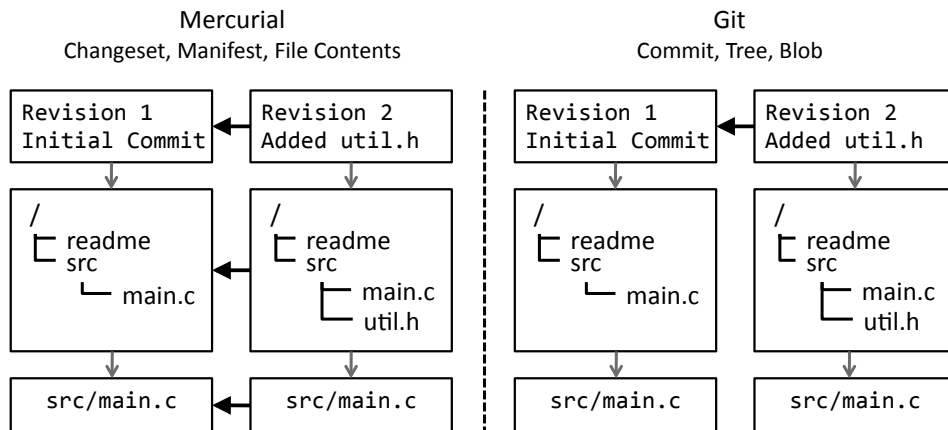 Mercurial
Changeset, Manifest, File Contents
Revision 1
Initial Commit
Revision 2
Added util.h
/
readme
src
main.c
/
readme
src
main.c
util.h
src/main.c
src/main.c
Git
Commit, Tree, Blob
Revision 1
Initial Commit
Revision 2
Added util.h
/
readme
src
main.c
/
readme
src
main.c
util.h
src/main.c
src/main.c